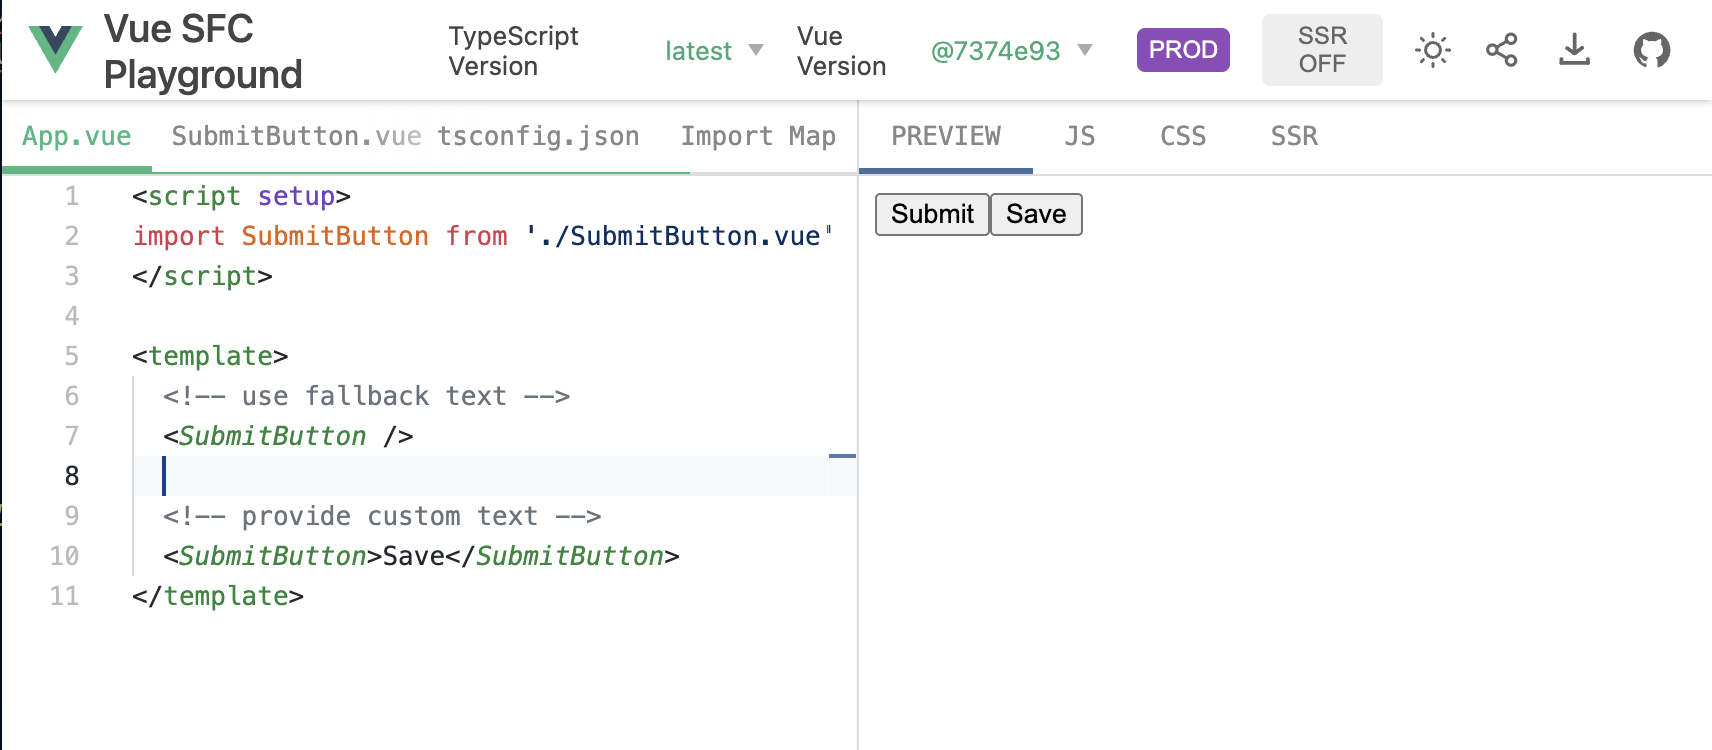 Vue SFC
Playground
TypeScript
Version
latest
Vue
Version
@7374e93
PROD
SSR
OFF
App.vue SubmitButton.vue tsconfig.json Import Map
PREVIEW JS CSS SSR
1 <script setup>
2 import SubmitButton from './SubmitButton.vue'
3 </script>
4
5 <template>
6 <!-- use fallback text -->
7 <SubmitButton />
8
9 <!-- provide custom text -->
10 <SubmitButton>Save</SubmitButton>
11 </template>
Submit Save